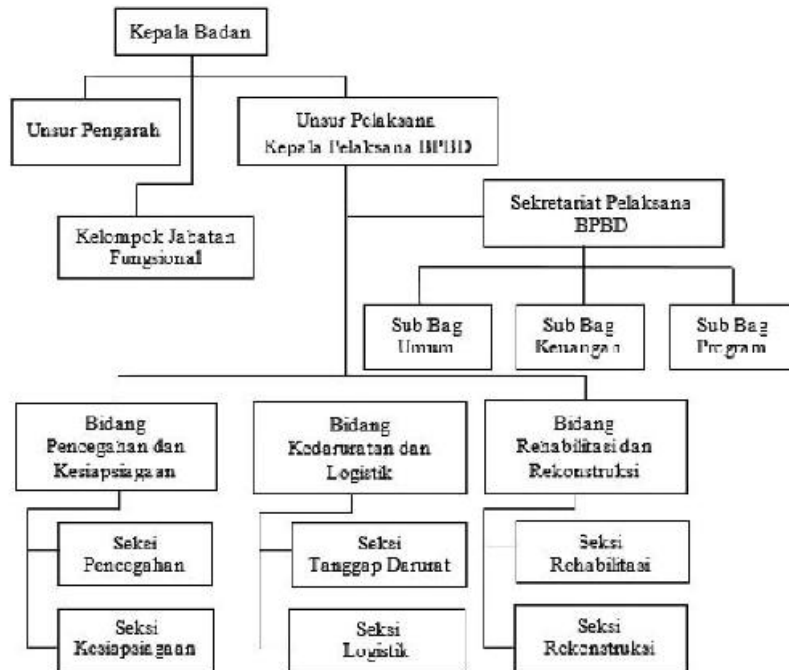 Kepala Badan
Unsur Pengarah
Unsur Pelaksana
Kepala Pelaksana BPBD
Sekretariat Pelaksana
BPBD
Kelompok Jabatan
Fungsional
Sub Bag
Umum
Sub Bag
Keuangan
Sub Bag
Program
Bidang
Pencegahan dan
Kesiapsiagaan
Bidang
Kedaruratan dan
Logistik
Bidang
Rehabilitasi dan
Rekonstruksi
Seksi
Pencegahan
Seksi
Tanggap Darurat
Seksi
Rehabilitasi
Seksi
Kesiapsiagaan
Seksi
Logistik
Seksi
Rekonstruksi